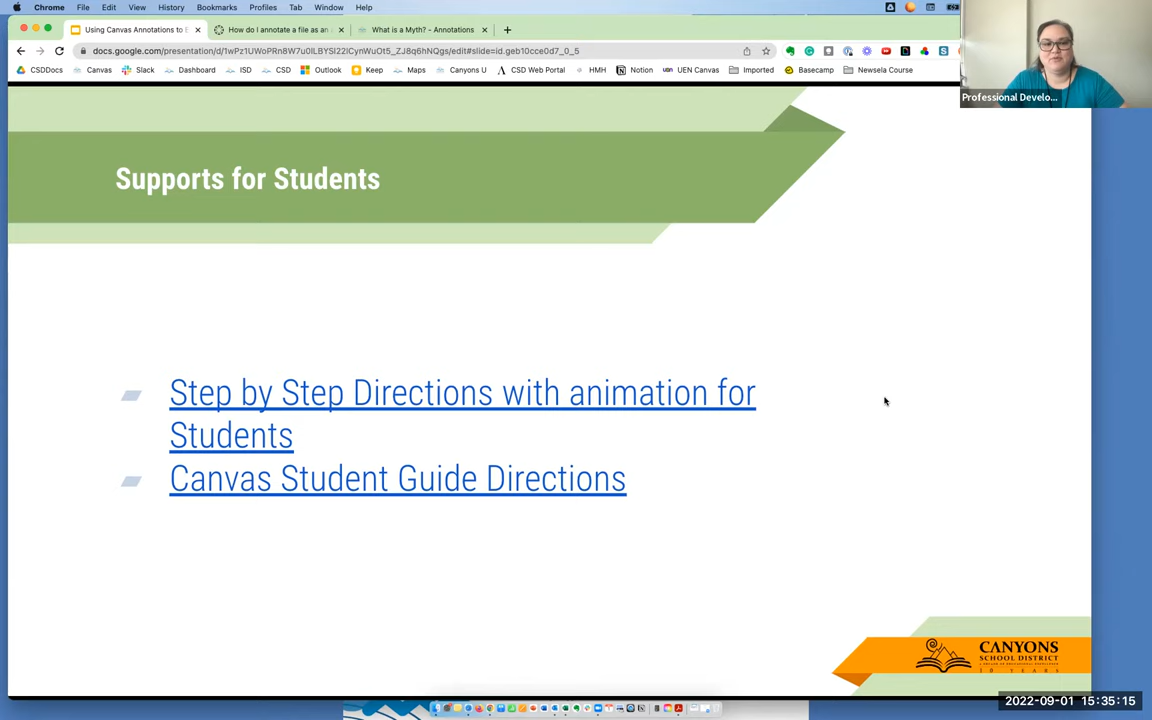 Chrome File Edit View History Bookmarks Profiles Tab Window Help
Using Canvas Annotations to E
How do I annotate a file as an
What is a Myth? - Annotations
docs.google.com/presentation/d/1wPz1UWoPRn8W7u0lLBYSl22lCynWuOt5_ZJ8q6hNQgs/edit#slide=id.geb10cce0d7_0_5
CSDDocs Canvas Slack Dashboard ISD CSD Outlook Keep Maps Canyons U CSD Web Portal HMH Notion UEN Canvas Imported Basecamp Newsela Course
Professional Develo...
Supports for Students
Step by Step Directions with animation for
Students
Canvas Student Guide Directions
CANYONS
SCHOOL DISTRICT
10 YEARS
2022-09-01 15:35:15